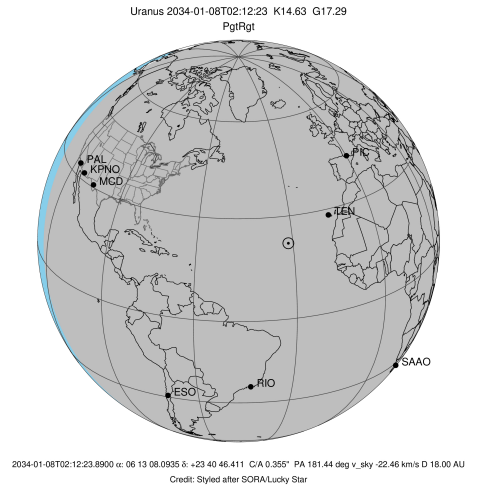 Uranus 2034-01-08T02:12:23 K14.63 G17.29
PgtRgt
PIC
PAL
KPNO
MCD
TEN
SAAO
RIO
ESO
2034-01-08T02:12:23.8900 α: 06 13 08.0935 δ: +23 40 46.411 C/A 0.355" PA 181.44 deg v_sky -22.46 km/s D 18.00 AU
Credit: Styled after SORA/Lucky Star